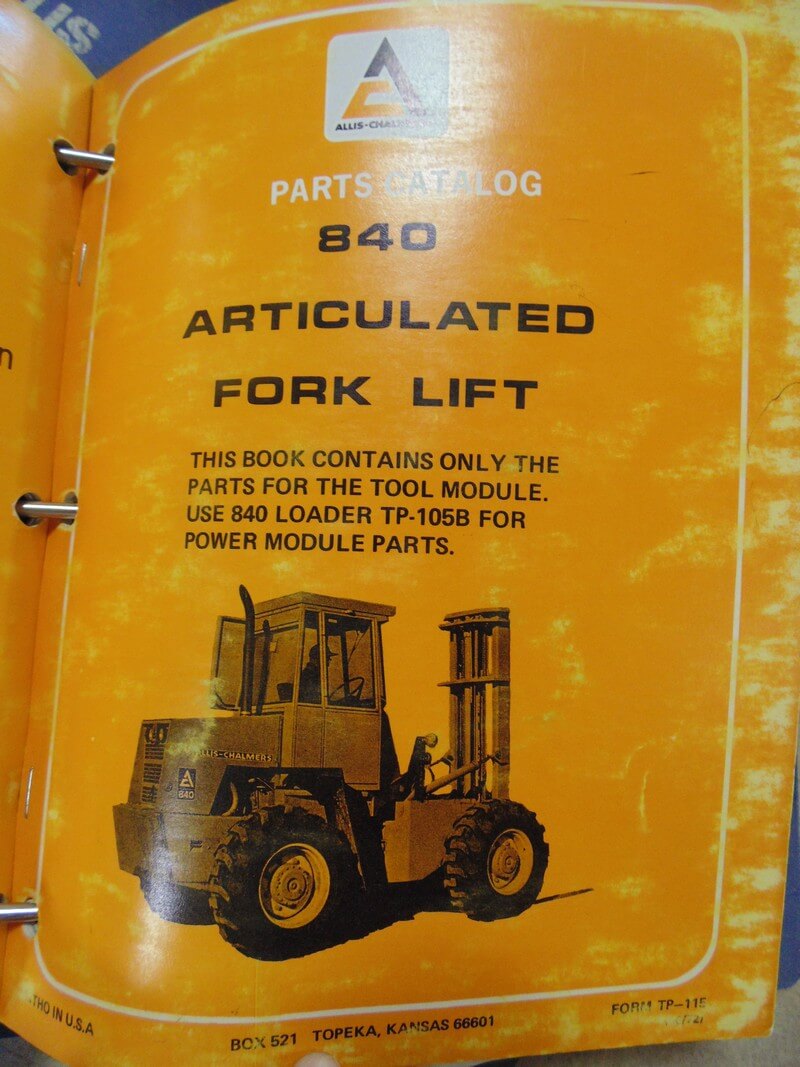 US
ALLIS-CHALMERS
PARTS CATALOG
840
ARTICULATED
FORK LIFT
THIS BOOK CONTAINS ONLY THE
PARTS FOR THE TOOL MODULE.
USE 840 LOADER TP-105B FOR
POWER MODULE PARTS.
ALLIS-CHALMERS
840
n
THO IN U.S.A
BOX 521 TOPEKA, KANSAS 66601
FORM TP-115